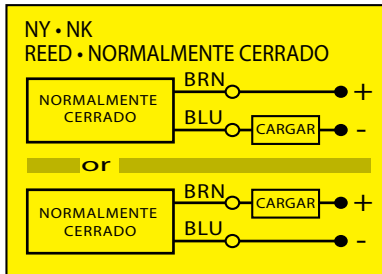 NY • NK
REED • NORMALMENTE CERRADO
BRN
NORMALMENTE
CERRADO
+
BLU
CARGAR
-
or
BRN
CARGAR
+
NORMALMENTE
CERRADO
BLU
-